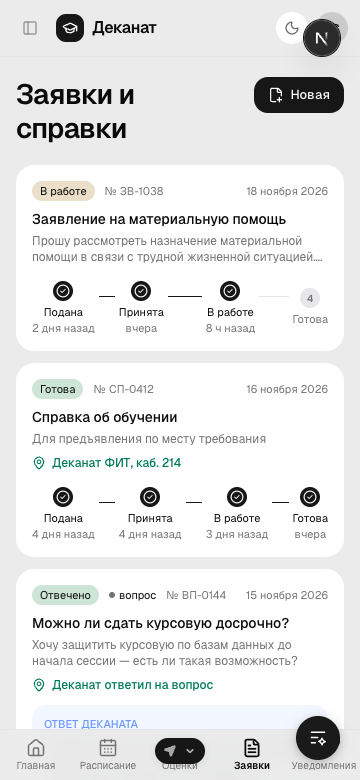 Деканат
N
Заявки и
справки
Новая
В работе № ЗВ-1038 18 ноября 2026
Заявление на материальную помощь
Прошу рассмотреть назначение материальной
помощи в связи с трудной жизненной ситуацией....
4
Подана Принята В работе Готова
2 дня назад вчера 8 ч назад
Готова № СП-0412 16 ноября 2026
Справка об обучении
Для предъявления по месту требования
Деканат ФИТ, каб. 214
Подана Принята В работе Готова
4 дня назад 4 дня назад 3 дня назад вчера
Отвечено вопрос № ВП-0144 15 ноября 2026
Можно ли сдать курсовую досрочно?
Хочу защитить курсовую по базам данных до
начала сессии — есть ли такая возможность?
Деканат ответил на вопрос
ОТВЕТ ДЕКАНАТА
Главная Расписание Оценки Заявки Уведомления